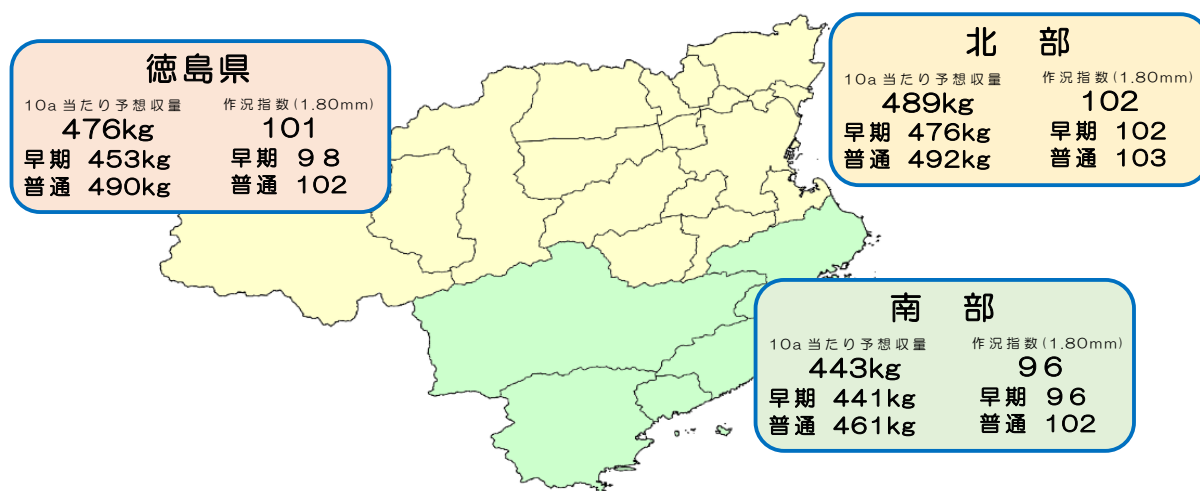 徳島県
10a当たり予想収量 作況指数(1.80mm)
476kg 101
早期 453kg 早期 98
普通 490kg 普通 102
北 部
10a当たり予想収量 作況指数(1.80mm)
489kg 102
早期 476kg 早期 102
普通 492kg 普通 103
南 部
10a当たり予想収量 作況指数(1.80mm)
443kg 96
早期 441kg 早期 96
普通 461kg 普通 102